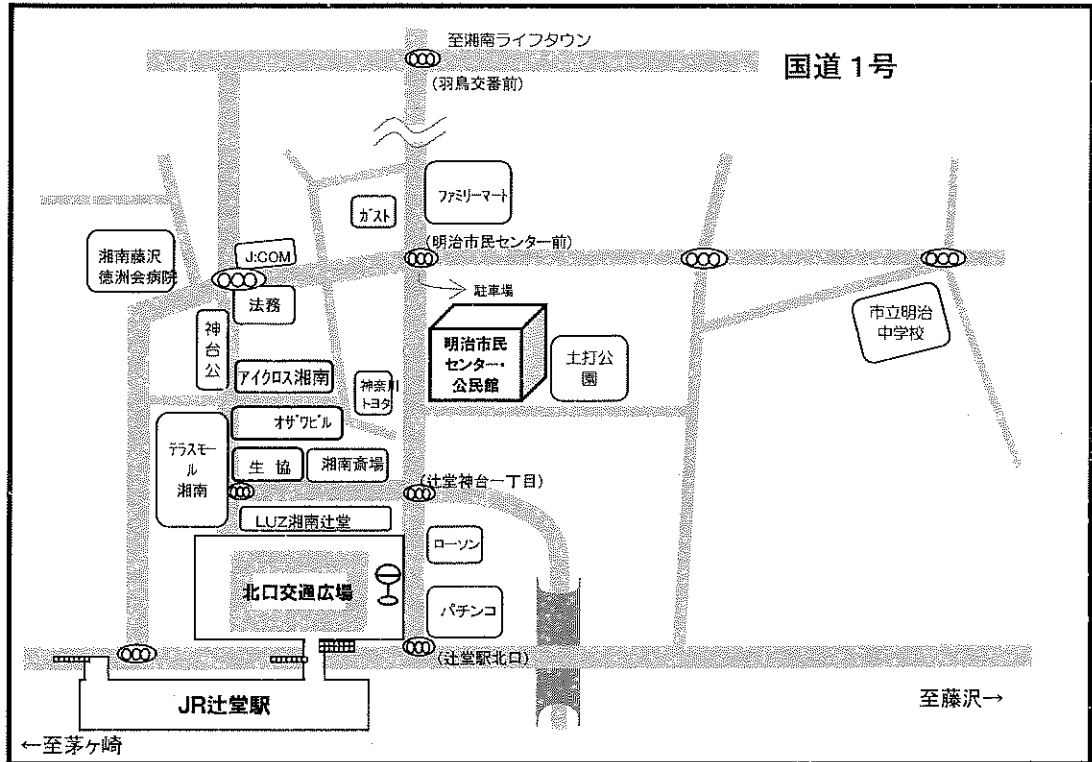 至湘南ライフタウン
国道1号
(羽鳥交番前)
ファミリーマート
ガスト
(明治市民センター前)
湘南藤沢
徳洲会病院
J:COM
駐車場
法務
市立明治
中学校
神
台
公
明治市民
センター・
公民館
土打公
園
アイクロス湘南
神奈川
トヨタ
オザワビル
テラスモー
ル
湘南
生 協
湘南斎場
(辻堂神台一丁目)
LUZ湘南辻堂
ローソン
北口交通広場
パチンコ
(辻堂駅北口)
JR辻堂駅
至藤沢→
←至茅ヶ崎